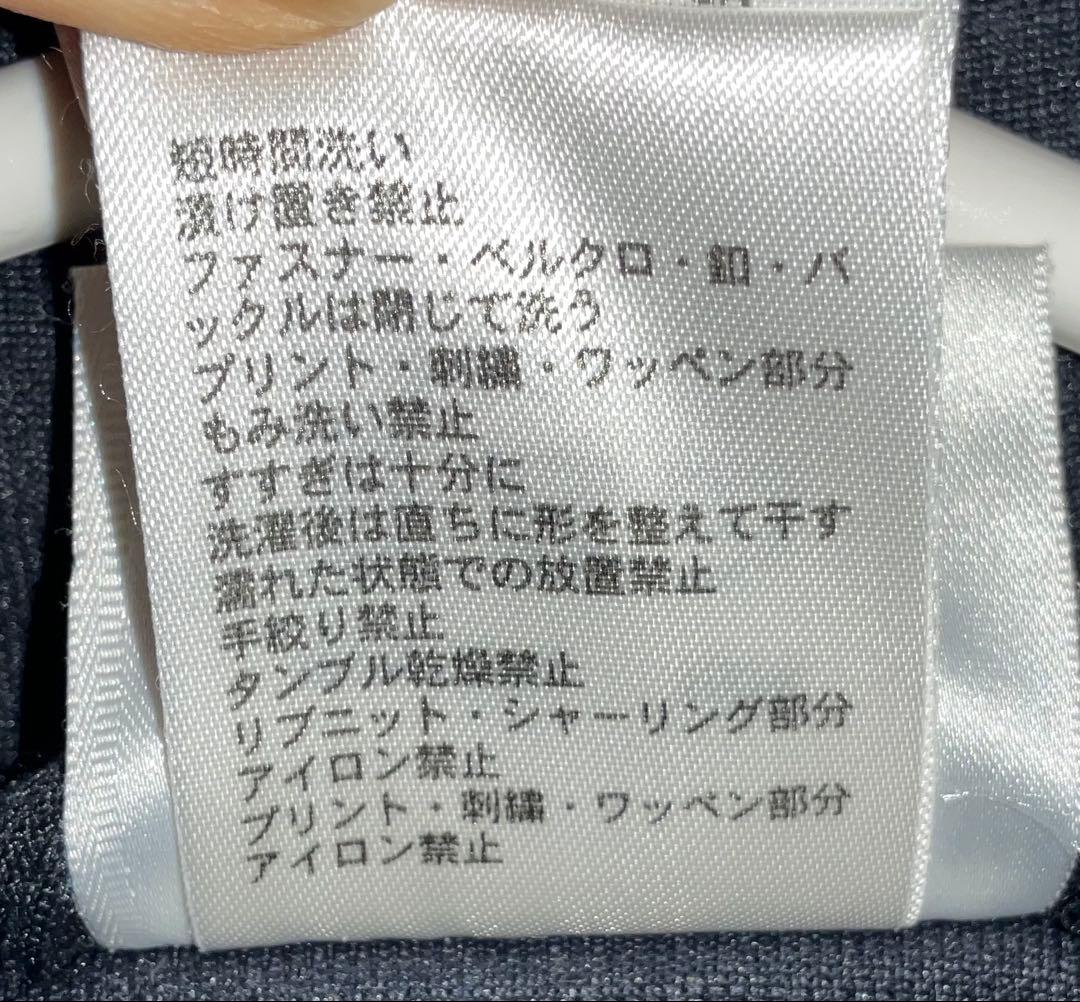 短時間洗い
漬け置き禁止
ファスナー・ベルクロ・釦・バ
ックルは閉じて洗う
プリント・刺繍・ワッペン部分
もみ洗い禁止
すすぎは十分に
洗濯後は直ちに形を整えて干す
濡れた状態での放置禁止
手絞り禁止
タンブル乾燥禁止
リブニット・シャーリング部分
アイロン禁止
プリント・刺繍・ワッペン部分
アイロン禁止